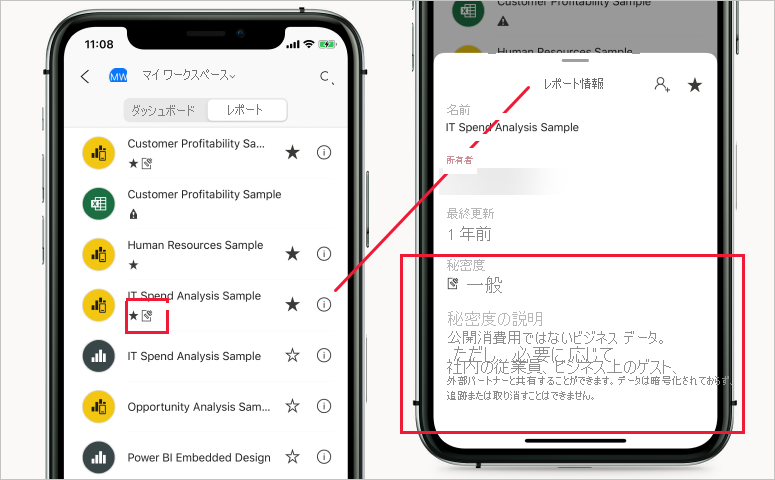 11:08
MW マイ ワークスペース
ダッシュボード レポート
Customer Profitability Sa...
Customer Profitability Sample
Human Resources Sample
IT Spend Analysis Sample
IT Spend Analysis Sample
Opportunity Analysis Sam...
Power BI Embedded Design
Customer Profitability Sample
Human Resources Sample
レポート情報
名前
IT Spend Analysis Sample
所有者
最終更新
1 年前
秘密度
一般
秘密度の説明
公開消費用ではないビジネス データ。
ただし、必要に応じて
社内の従業員、ビジネス上のゲスト、
外部パートナーと共有することができます。データは暗号化されておらず、
追跡または取り消すことはできません。